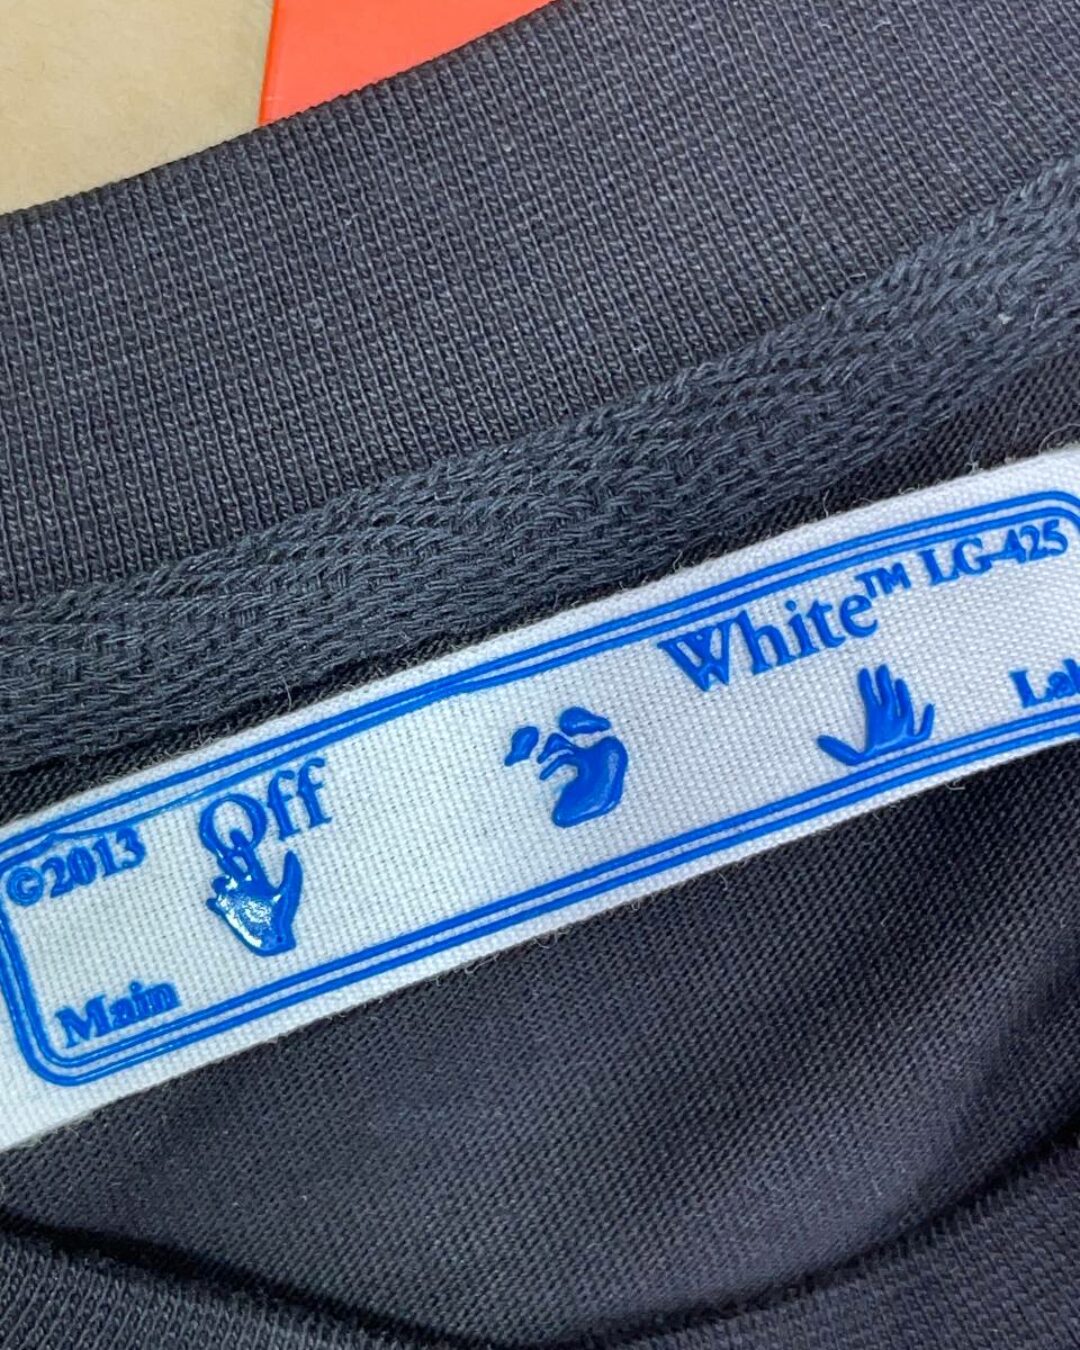 ©2013 Off White™ LG-425
Main Lab